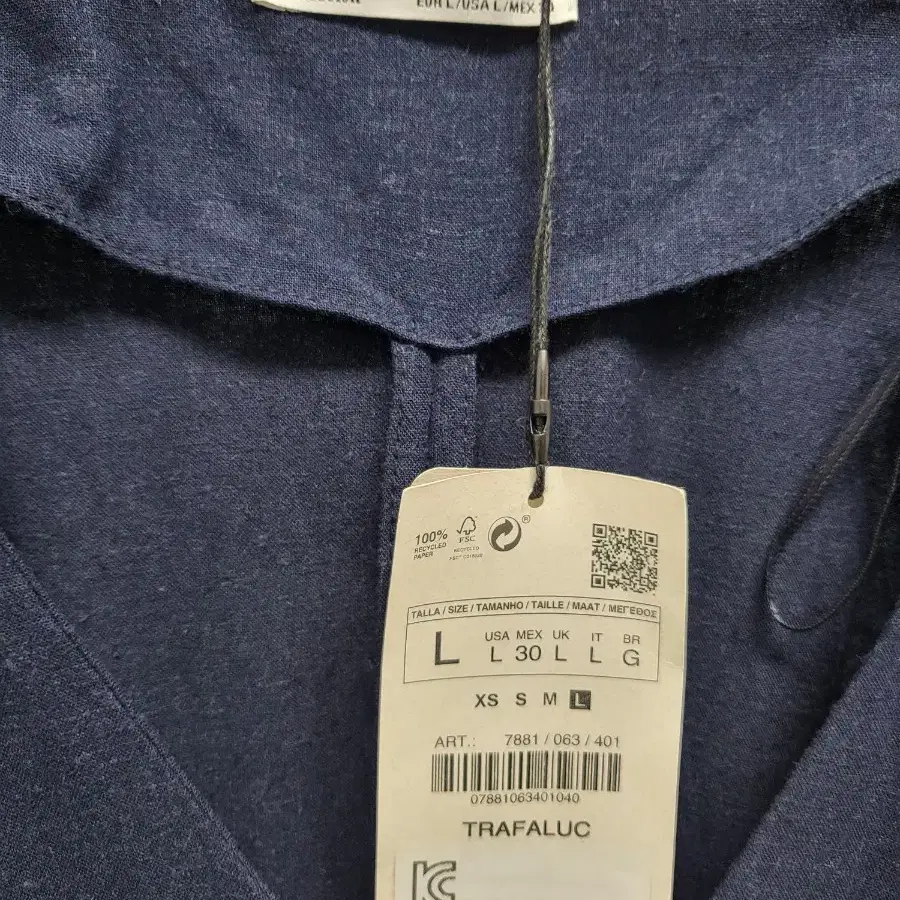 EUR L/USA L/MEX
100%
RECYCLED
PAPER
FSC
RECYCLED
®
TALLA / SIZE / TAMANHO / TAILLE / MAAT / ΜΕΓΕΘΟΣ
L
USA MEX UK IT BR
L 30 L L G
XS S M L
ART.: 7881 / 063 / 401
07881063401040
TRAFALUC
KC